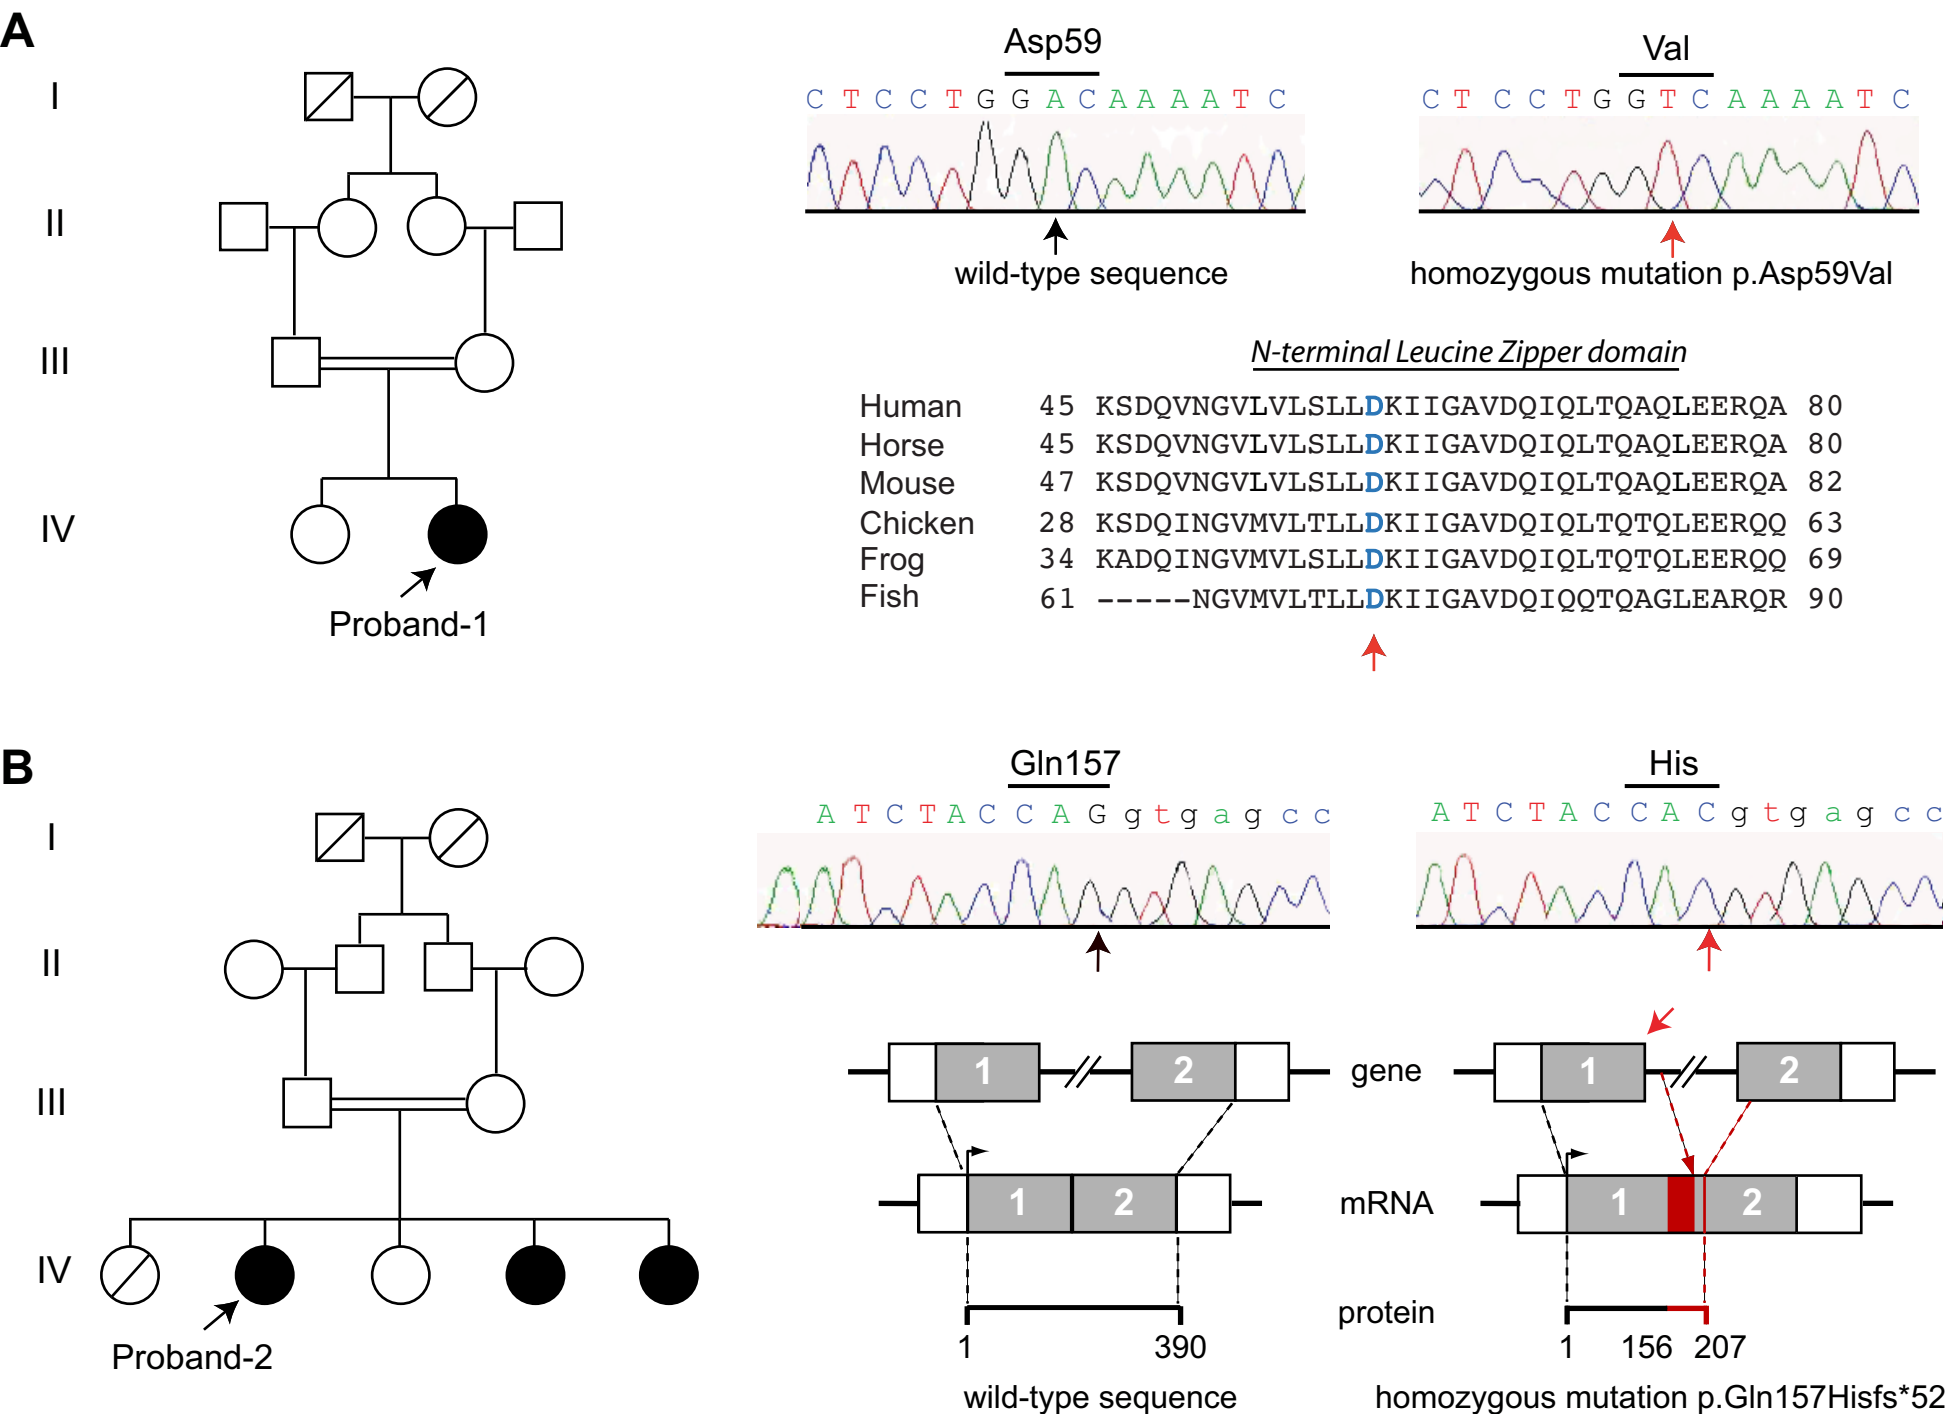 A
I
II
III
IV
Proband-1
Asp59
C T C C T G G A C A A A A T C
wild-type sequence
Val
C T C C T G G T C A A A A T C
homozygous mutation p.Asp59Val
N-terminal Leucine Zipper domain
Human 45 KSDQVNGVLVLSLLDKIIGAVDQIQLTQAQLEERQA 80
Horse 45 KSDQVNGVLVLSLLDKIIGAVDQIQLTQAQLEERQA 80
Mouse 47 KSDQVNGVLVLSLLDKIIGAVDQIQLTQAQLEERQA 82
Chicken 28 KSDQINGVMVLTLLDKIIGAVDQIQLTQTQLEERQQ 63
Frog 34 KADQINGVMVLSLLDKIIGAVDQIQLTQTQLEERQQ 69
Fish 61 -----NGVMVLTLLDKIIGAVDQIQQTQAGLEARQR 90
B
I
II
III
IV
Proband-2
Gln157
A T C T A C C A G g t g a g c c
His
A T C T A C C A C g t g a g c c
1 2 gene 1 2
1 2 mRNA 1 2
protein
1 390 1 156 207
wild-type sequence
homozygous mutation p.Gln157Hisfs*52